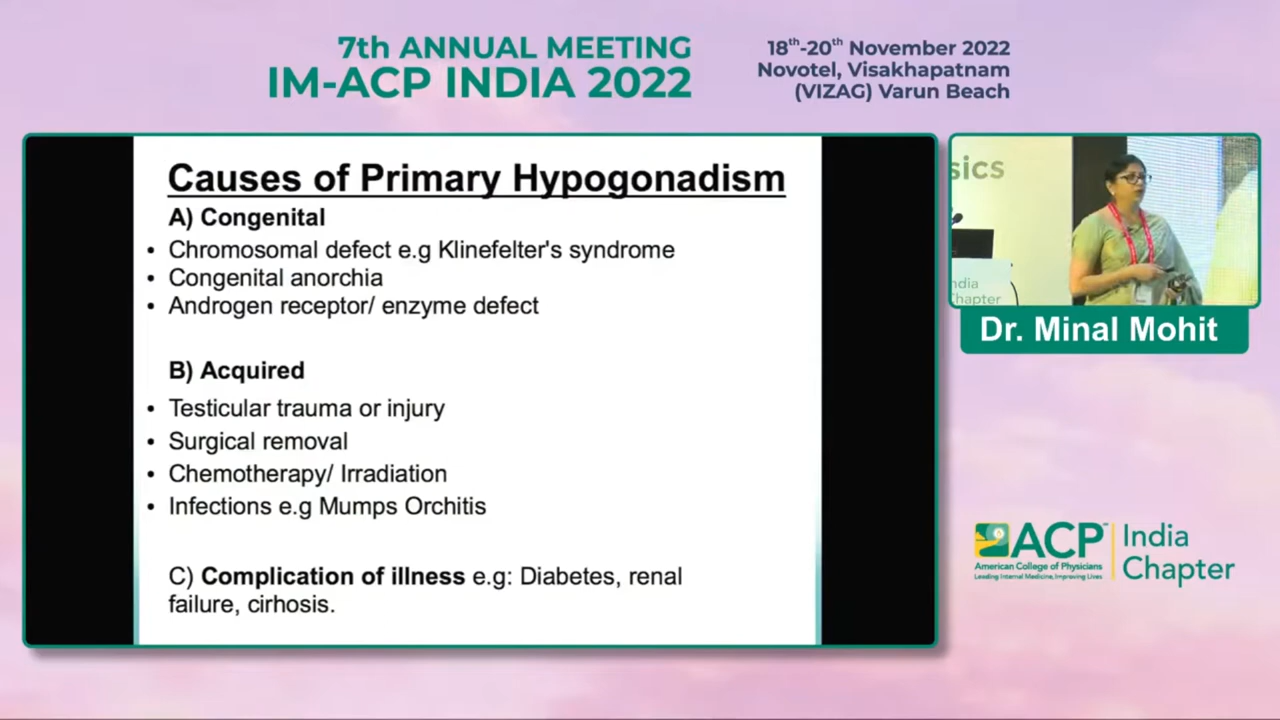 7th ANNUAL MEETING
IM-ACP INDIA 2022
18th-20th November 2022
Novotel, Visakhapatnam
(VIZAG) Varun Beach
Causes of Primary Hypogonadism
A) Congenital
• Chromosomal defect e.g Klinefelter's syndrome
• Congenital anorchia
• Androgen receptor/ enzyme defect
B) Acquired
• Testicular trauma or injury
• Surgical removal
• Chemotherapy/ Irradiation
• Infections e.g Mumps Orchitis
C) Complication of illness e.g: Diabetes, renal
failure, cirhosis.
sics
ndia
hapter
Dr. Minal Mohit
ACP™
American College of Physicians
Leading Internal Medicine, Improving Lives
India
Chapter